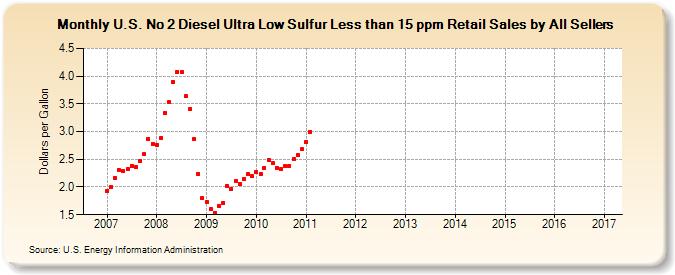 Monthly U.S. No 2 Diesel Ultra Low Sulfur Less than 15 ppm Retail Sales by All Sellers
Dollars per Gallon
4.5
4.0
3.5
3.0
2.5
2.0
1.5
2007 2008 2009 2010 2011 2012 2013 2014 2015 2016 2017
Source: U.S. Energy Information Administration